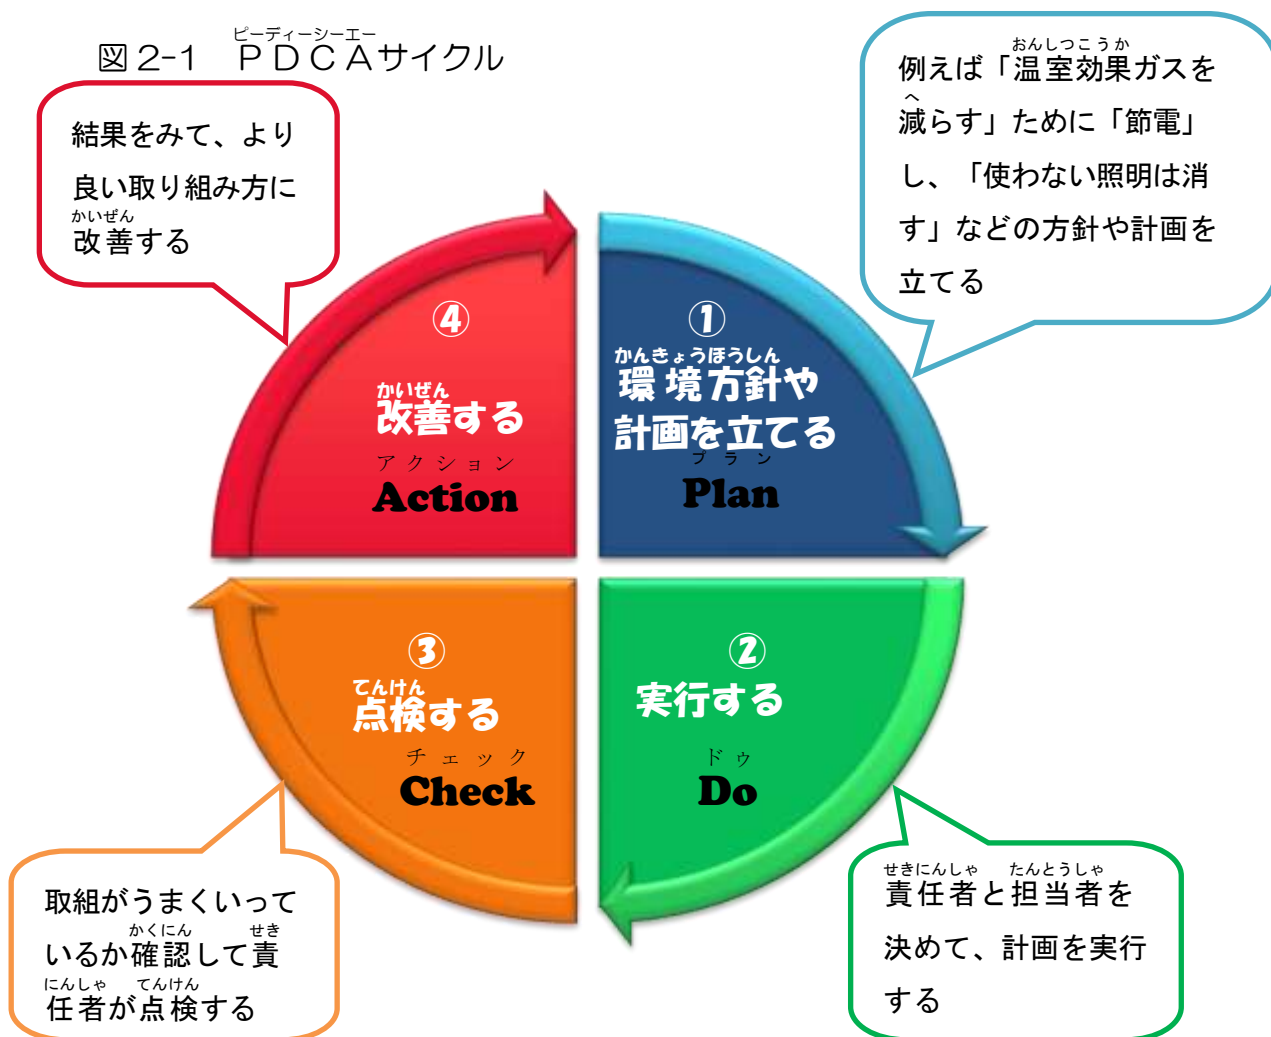 ピーディーシーエー
図2-1 PDCAサイクル
結果をみて、より
良い取り組み方に
かいぜん
改善する
おんしつこうか
例えば「温室効果ガスを
へ
減らす」ために「節電」
し、「使わない照明は消
す」などの方針や計画を
立てる
①
かんきょうほうしん
環境方針や
計画を立てる
プラン
Plan
②
実行する
ドゥ
Do
せきにんしゃ たんとうしゃ
責任者と担当者を
決めて、計画を実行
する
③
てんけん
点検する
チェック
Check
取組がうまくいって
かくにん せき
いるか確認して責
にんしゃ てんけん
任者が点検する
④
かいぜん
改善する
アクション
Action